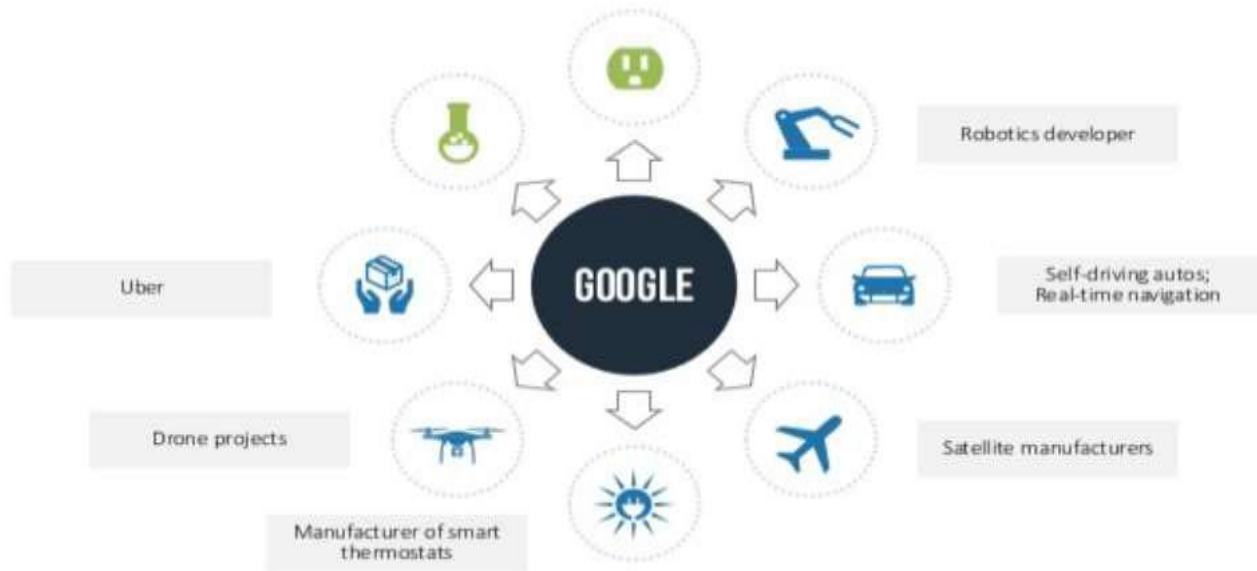 Robotics developer
GOOGLE
Uber
Self-driving autos;
Real-time navigation
Drone projects
Satellite manufacturers
Manufacturer of smart
thermostats